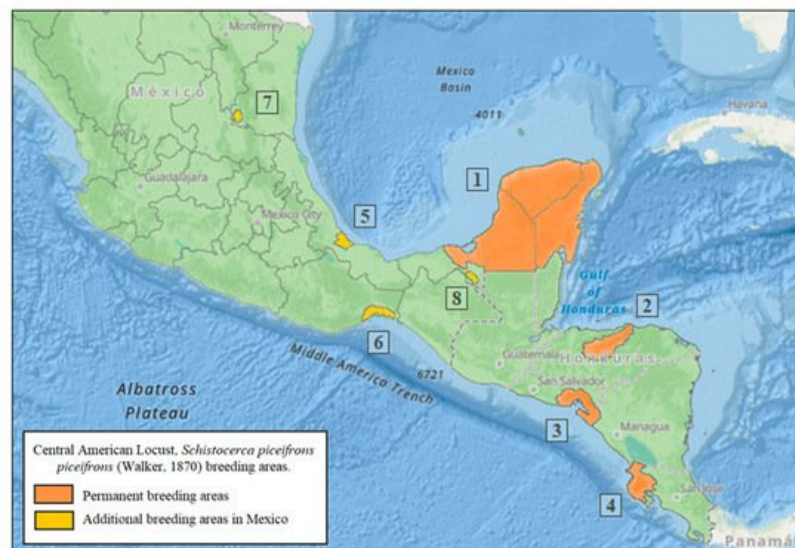 Monterrey
México
7
Mexico
Basin
4011
Havana
1
Guadalajara
Mexico City
5
8
6
Gulf
of
Honduras
2
Guatemala
Honduras
San Salvador
Middle America Trench
6721
Albatross
Plateau
3
Managua
4
San José
Panamá
Central American Locust, Schistocerca piceifrons
piceifrons (Walker, 1870) breeding areas.
Permanent breeding areas
Additional breeding areas in Mexico